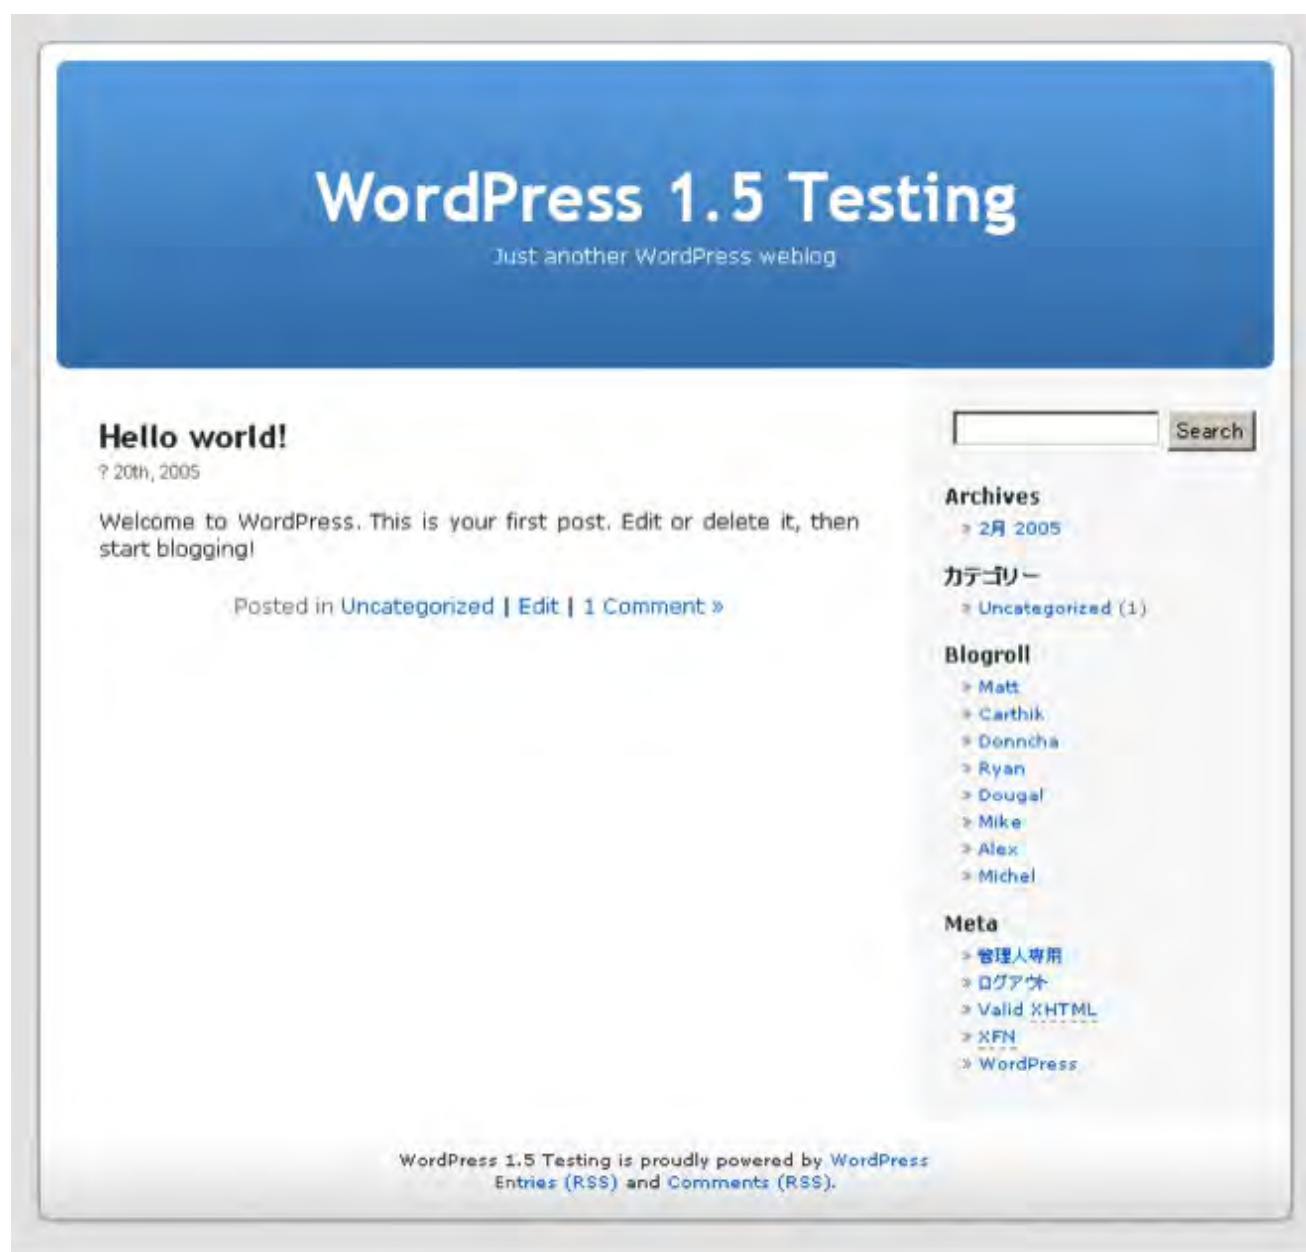 WordPress 1.5 Testing
Just another WordPress weblog
Hello world!
? 20th, 2005
Welcome to WordPress. This is your first post. Edit or delete it, then
start blogging!
Posted in Uncategorized | Edit | 1 Comment »
Search
Archives
» 2月 2005
カテゴリー
» Uncategorized (1)
Blogroll
» Matt
» Carthik
» Donncha
» Ryan
» Dougal
» Mike
» Alex
» Michel
Meta
» 管理人専用
» ログアウト
» Valid XHTML
» XFN
» WordPress
WordPress 1.5 Testing is proudly powered by WordPress
Entries (RSS) and Comments (RSS).